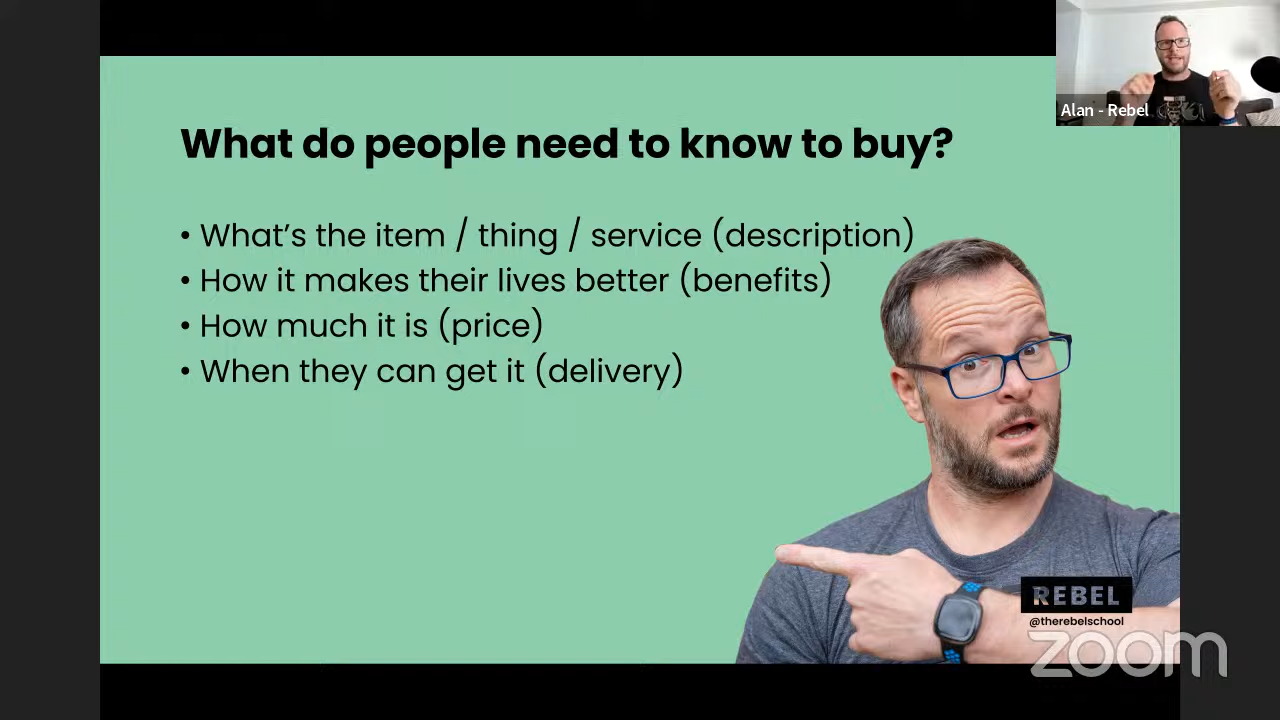 What do people need to know to buy?
• What’s the item / thing / service (description)
• How it makes their lives better (benefits)
• How much it is (price)
• When they can get it (delivery)
Alan - Rebel
REBEL
@therebelschool
zoom